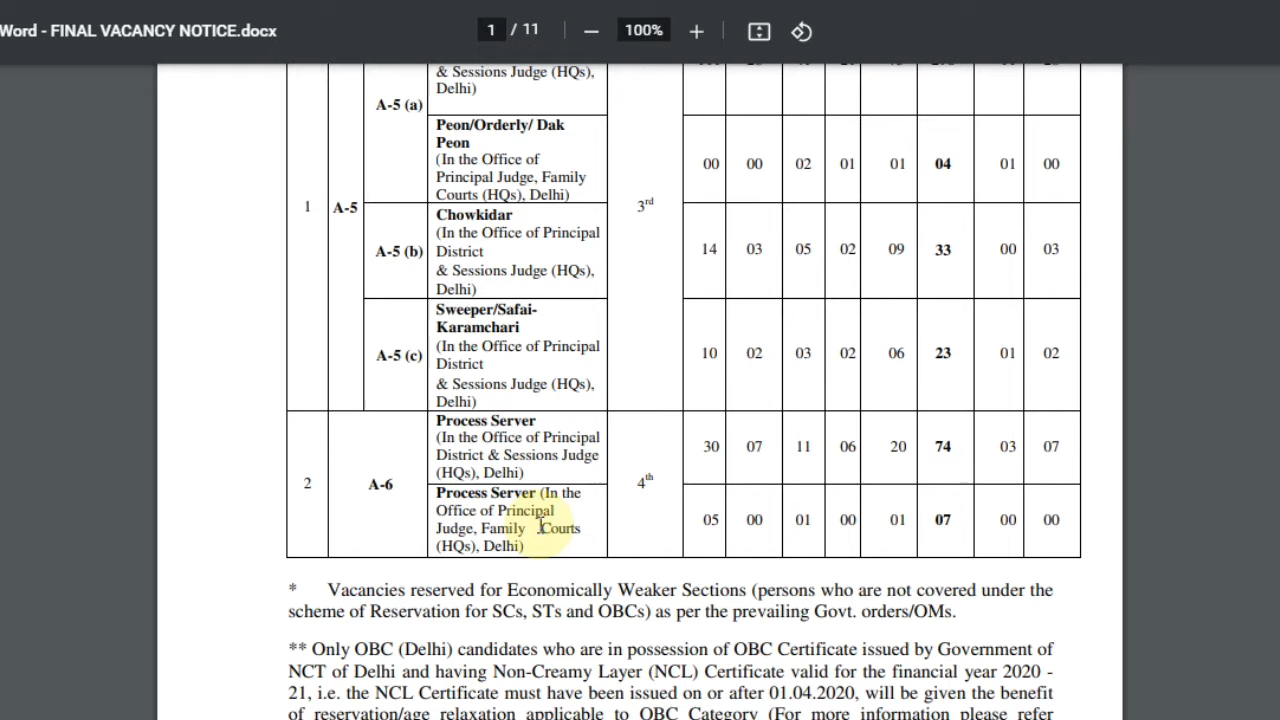 Word - FINAL VACANCY NOTICE.docx
1 / 11
100%
& Sessions Judge (HQs),
Delhi)
A-5 (a)
Peon/Orderly/ Dak
Peon
(In the Office of
Principal Judge, Family
Courts (HQs), Delhi)
00 00 02 01 01 04 01 00
1 A-5 3rd
Chowkidar
(In the Office of Principal
District
& Sessions Judge (HQs),
Delhi)
A-5 (b)
14 03 05 02 09 33 00 03
Sweeper/Safai-
Karamchari
(In the Office of Principal
District
& Sessions Judge (HQs),
Delhi)
A-5 (c)
10 02 03 02 06 23 01 02
Process Server
(In the Office of Principal
District & Sessions Judge
(HQs), Delhi)
30 07 11 06 20 74 03 07
2 A-6 4th
Process Server (In the
Office of Principal
Judge, Family Courts
(HQs), Delhi)
05 00 01 00 01 07 00 00
* Vacancies reserved for Economically Weaker Sections (persons who are not covered under the
scheme of Reservation for SCs, STs and OBCs) as per the prevailing Govt. orders/OMs.
** Only OBC (Delhi) candidates who are in possession of OBC Certificate issued by Government of
NCT of Delhi and having Non-Creamy Layer (NCL) Certificate valid for the financial year 2020 -
21, i.e. the NCL Certificate must have been issued on or after 01.04.2020, will be given the benefit
of reservation/age relaxation applicable to OBC Category (For more information please refer